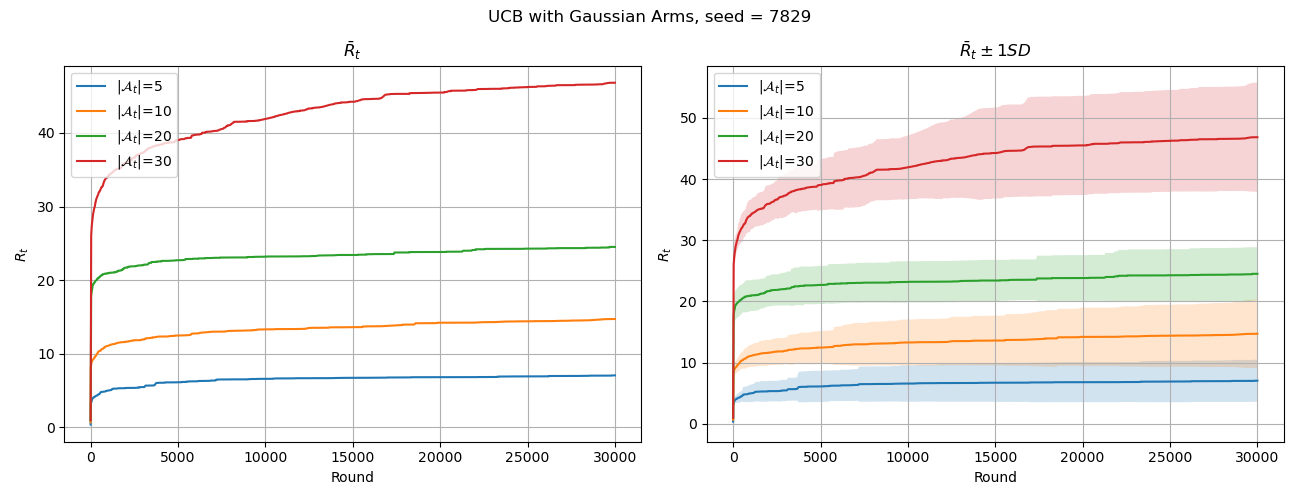 UCB with Gaussian Arms, seed = 7829
R̄ₜ
|𝒜ₜ|=5
|𝒜ₜ|=10
|𝒜ₜ|=20
|𝒜ₜ|=30
40
30
20
10
0
Rₜ
0 5000 10000 15000 20000 25000 30000
Round
R̄ₜ ± 1SD
|𝒜ₜ|=5
|𝒜ₜ|=10
|𝒜ₜ|=20
|𝒜ₜ|=30
50
40
30
20
10
0
Rₜ
0 5000 10000 15000 20000 25000 30000
Round